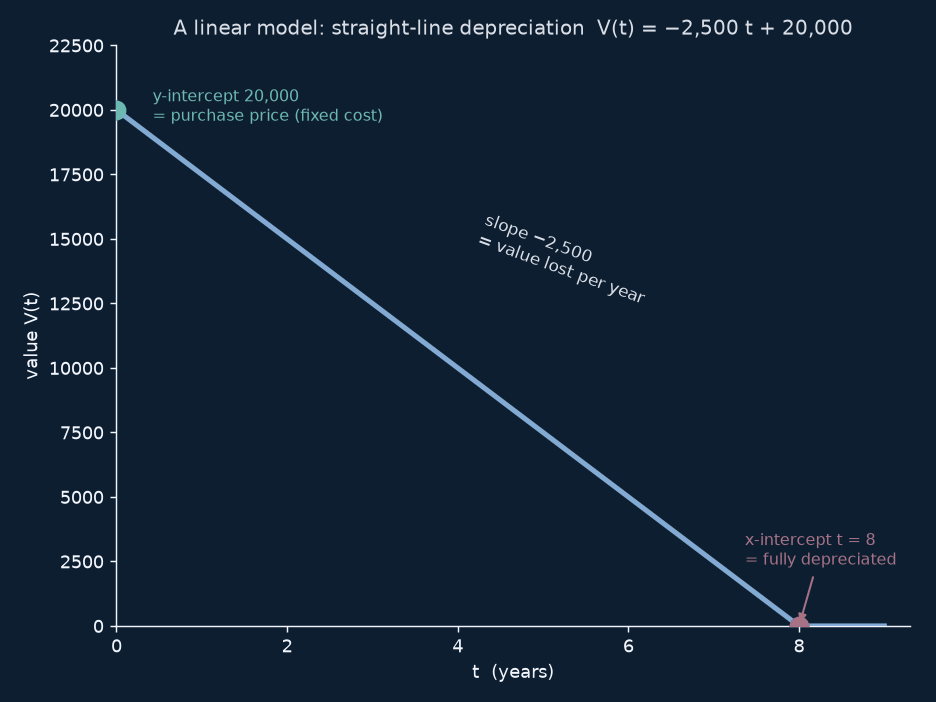 A linear model: straight-line depreciation  V(t) = −2,500 t + 20,000
22500
20000
17500
15000
12500
10000
7500
5000
2500
0
value V(t)
y-intercept 20,000
= purchase price (fixed cost)
slope −2,500
= value lost per year
x-intercept t = 8
= fully depreciated
0
2
4
6
8
t  (years)